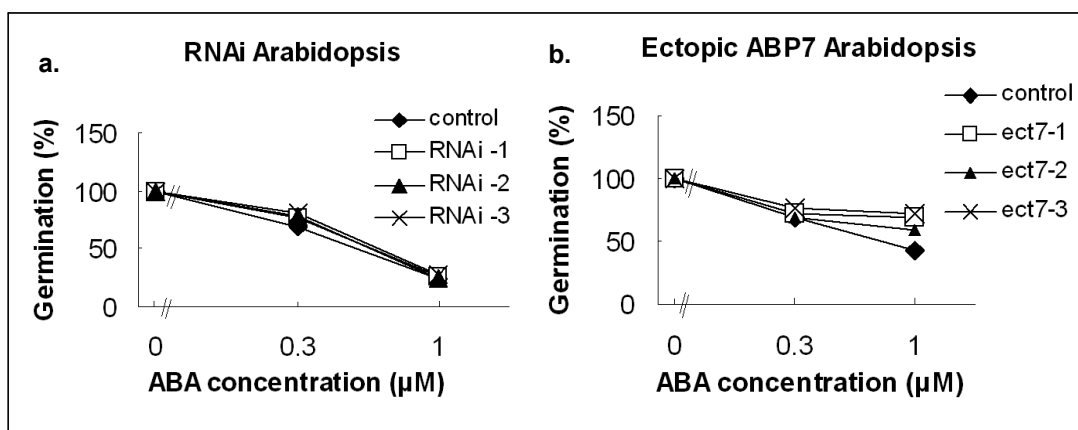 a.
RNAi Arabidopsis
control
RNAi -1
RNAi -2
RNAi -3
Germination (%)
150
100
50
0
0
0.3
1
ABA concentration (µM)
b.
Ectopic ABP7 Arabidopsis
control
ect7-1
ect7-2
ect7-3
Germination (%)
150
100
50
0
0
0.3
1
ABA concentration (µM)